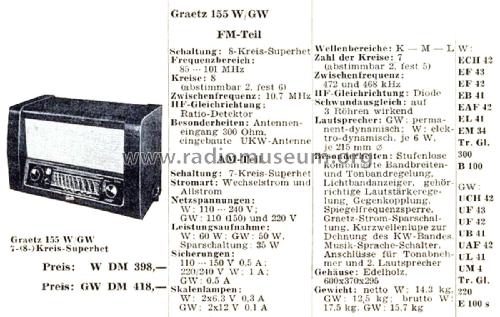 Graetz 155 W/GW
7-(8-)Kreis-Superhet
Preis: W DM 398,-
Preis: GW DM 418,-
Graetz 155 W/GW
FM-Teil
Schaltung: 8-Kreis-Superhet
Frequenzbereich:
85 — 101 MHz
Kreise: 8
(abstimmbar 2, fest 6)
Zwischenfrequenz: 10.7 MHz
HF-Gleichrichtung:
Ratio-Detektor
Besonderheiten: Antennen-
eingang 300 Ohm,
eingebaute UKW-Antenne
AM-Teil
Schaltung: 7-Kreis-Superhet
Stromart: Wechselstrom und
Allstrom
Netzspannungen:
W: 110 - 240 V;
GW: 110 (150) und 220 V
Leistungsaufnahme:
W: 60 W; GW: 50 W,
Sparschaltung: 35 W
Sicherungen:
110 — 150 V 0.5 A;
220/240 V W: 1 A;
GW: 0.5 A
Skalenlampen:
W: 2x6.3 V 0,3 A
GW: 2x12 V 0.1 A
Wellenbereiche: K — M — L
Zahl der Kreise: 7
(abstimmbar 2, fest 5)
Zwischenfrequenz:
472 und 468 kHz
HF-Gleichrichtung: Diode
Schwundausgleich: auf
3 Röhren wirkend
Lautsprecher: GW: perma-
nent-dynamisch; W: elek-
tro-dynamisch, je 6 W,
je 215 mm ø
Besonderheiten: Stufenlose
kombinierte Bandbreiten-
und Tonbandregelung,
Lichtbandanzeiger, gehör-
richtige Lautstärkerege-
lung, Gegenkopplung,
Spiegelfrequenzsperre,
Graetz-Strom-Sparschal-
tung, Kurzwellenlupe zur
Dehnung des KW-Bandes.
Musik-Sprache-Schalter,
Anschlüsse für Tonabneh-
mer und 2. Lautsprecher
Gehäuse: Edelholz,
600x370x295
Gewicht: netto W: 14.3 kg,
GW: 12,5 kg; brutto W:
17.5 kg, GW: 15.7 kg
W:
ECH 42
EF 43
EF 42
EB 41
EAF 42
EL 41
EM 34
Tr. Gl.
300
B 100
GW:
UCH 42
UF 43
UF 42
UB 41
UAF 42
UL 41
UM 4
Tr. Gl.
220
E 100 s
www.radiomuseum.org